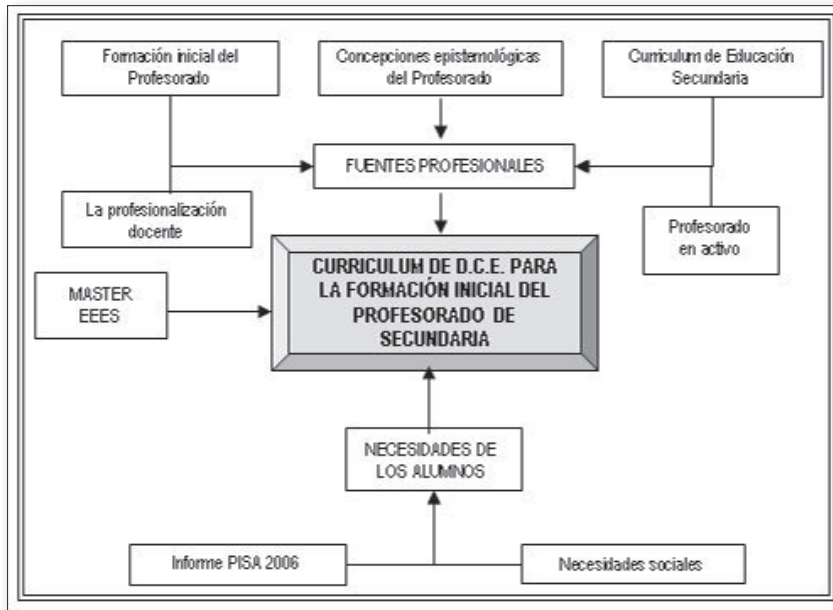 Formación inicial del
Profesorado
Concepciones epistemológicas
del Profesorado
Curriculum de Educación
Secundaria
FUENTES PROFESIONALES
La profesionalización
docente
Profesorado
en activo
CURRICULUM DE D.C.E. PARA
LA FORMACIÓN INICIAL DEL
PROFESORADO DE
SECUNDARIA
MASTER
EEES
NECESIDADES DE
LOS ALUMNOS
Informe PISA 2006
Necesidades sociales